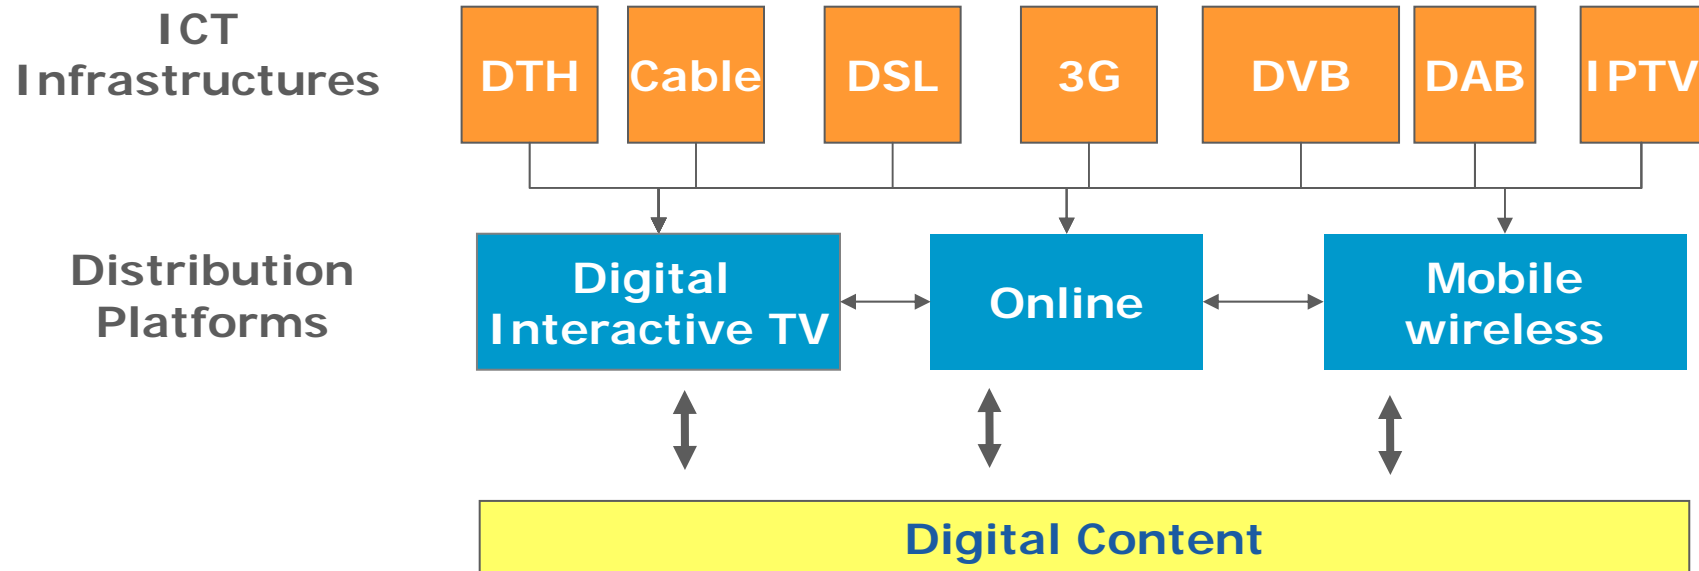 ICT
Infrastructures
DTH Cable DSL 3G DVB DAB IPTV
Distribution
Platforms
Digital
Interactive TV
Online
Mobile
wireless
Digital Content